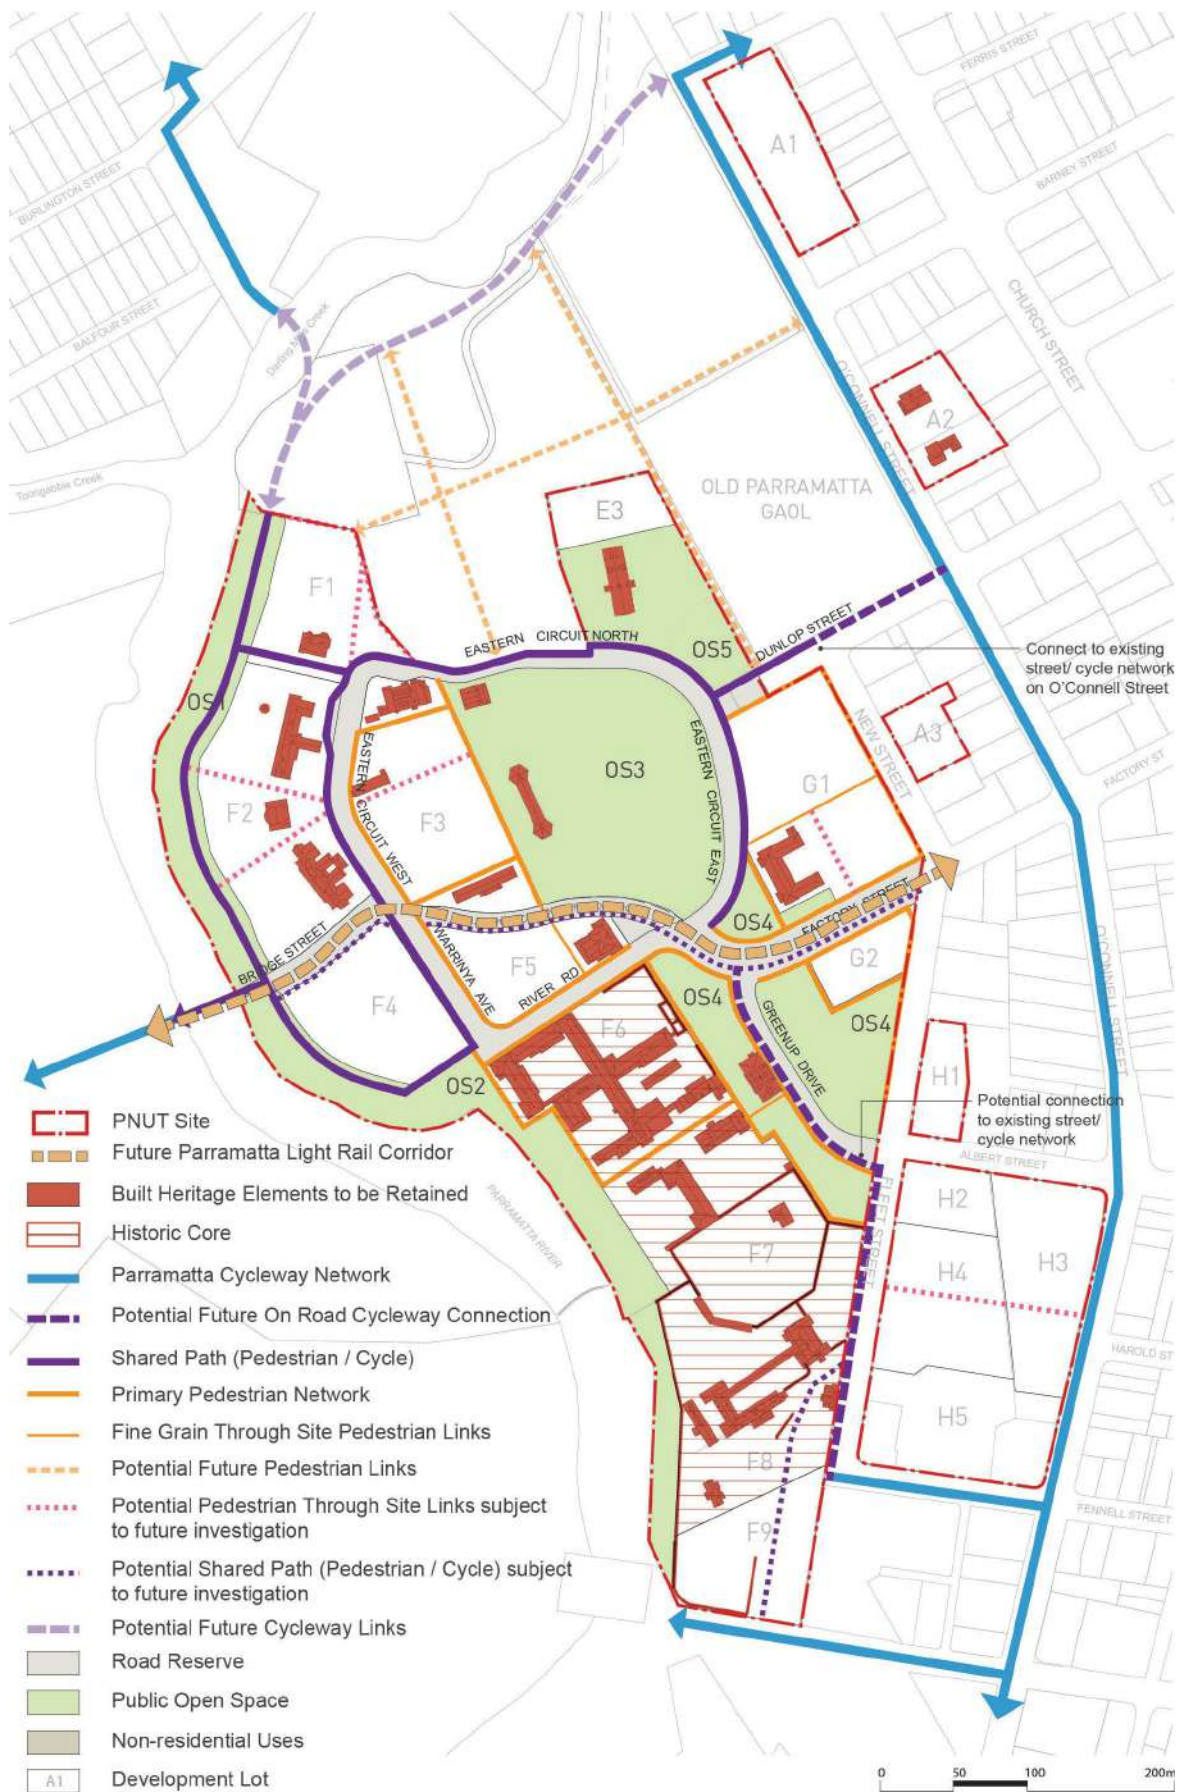 FERRIS STREET
A1
BARNEY STREET
BURLINGTON STREET
CHURCH STREET
BALFOUR STREET
Darling Mills Creek
O'CONNELL STREET
A2
Toongabbie Creek
OLD PARRAMATTA
GAOL
E3
F1
EASTERN CIRCUIT NORTH
OS5
DUNLOP STREET
Connect to existing
street/ cycle network
on O'Connell Street
OS1
NEW STREET
A3
FACTORY ST
EASTERN CIRCUIT WEST
OS3
EASTERN CIRCUIT EAST
G1
F2
F3
OS4
FACTORY STREET
BRIDGE STREET
WARRINYA AVE
F5
RIVER RD
G2
O'CONNELL STREET
F4
OS4
GREENUP DRIVE
OS4
F6
OS2
H1
Potential connection
to existing street/
cycle network
ALBERT STREET
FLEET STREET
H2
PARRAMATTA RIVER
F7
H4
H3
HAROLD ST
H5
F8
FENNELL STREET
F9
PNUT Site
Future Parramatta Light Rail Corridor
Built Heritage Elements to be Retained
Historic Core
Parramatta Cycleway Network
Potential Future On Road Cycleway Connection
Shared Path (Pedestrian / Cycle)
Primary Pedestrian Network
Fine Grain Through Site Pedestrian Links
Potential Future Pedestrian Links
Potential Pedestrian Through Site Links subject
to future investigation
Potential Shared Path (Pedestrian / Cycle) subject
to future investigation
Potential Future Cycleway Links
Road Reserve
Public Open Space
Non-residential Uses
A1 Development Lot
0 50 100 200m